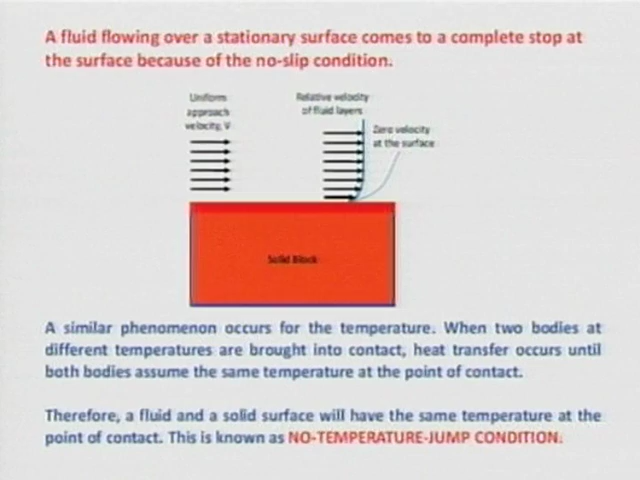 A fluid flowing over a stationary surface comes to a complete stop at
the surface because of the no-slip condition.
Uniform
approach
velocity, V
Relative velocity
of fluid layers
Zero velocity
at the surface
Solid Block
A similar phenomenon occurs for the temperature. When two bodies at
different temperatures are brought into contact, heat transfer occurs until
both bodies assume the same temperature at the point of contact.
Therefore, a fluid and a solid surface will have the same temperature at the
point of contact. This is known as NO-TEMPERATURE-JUMP CONDITION.